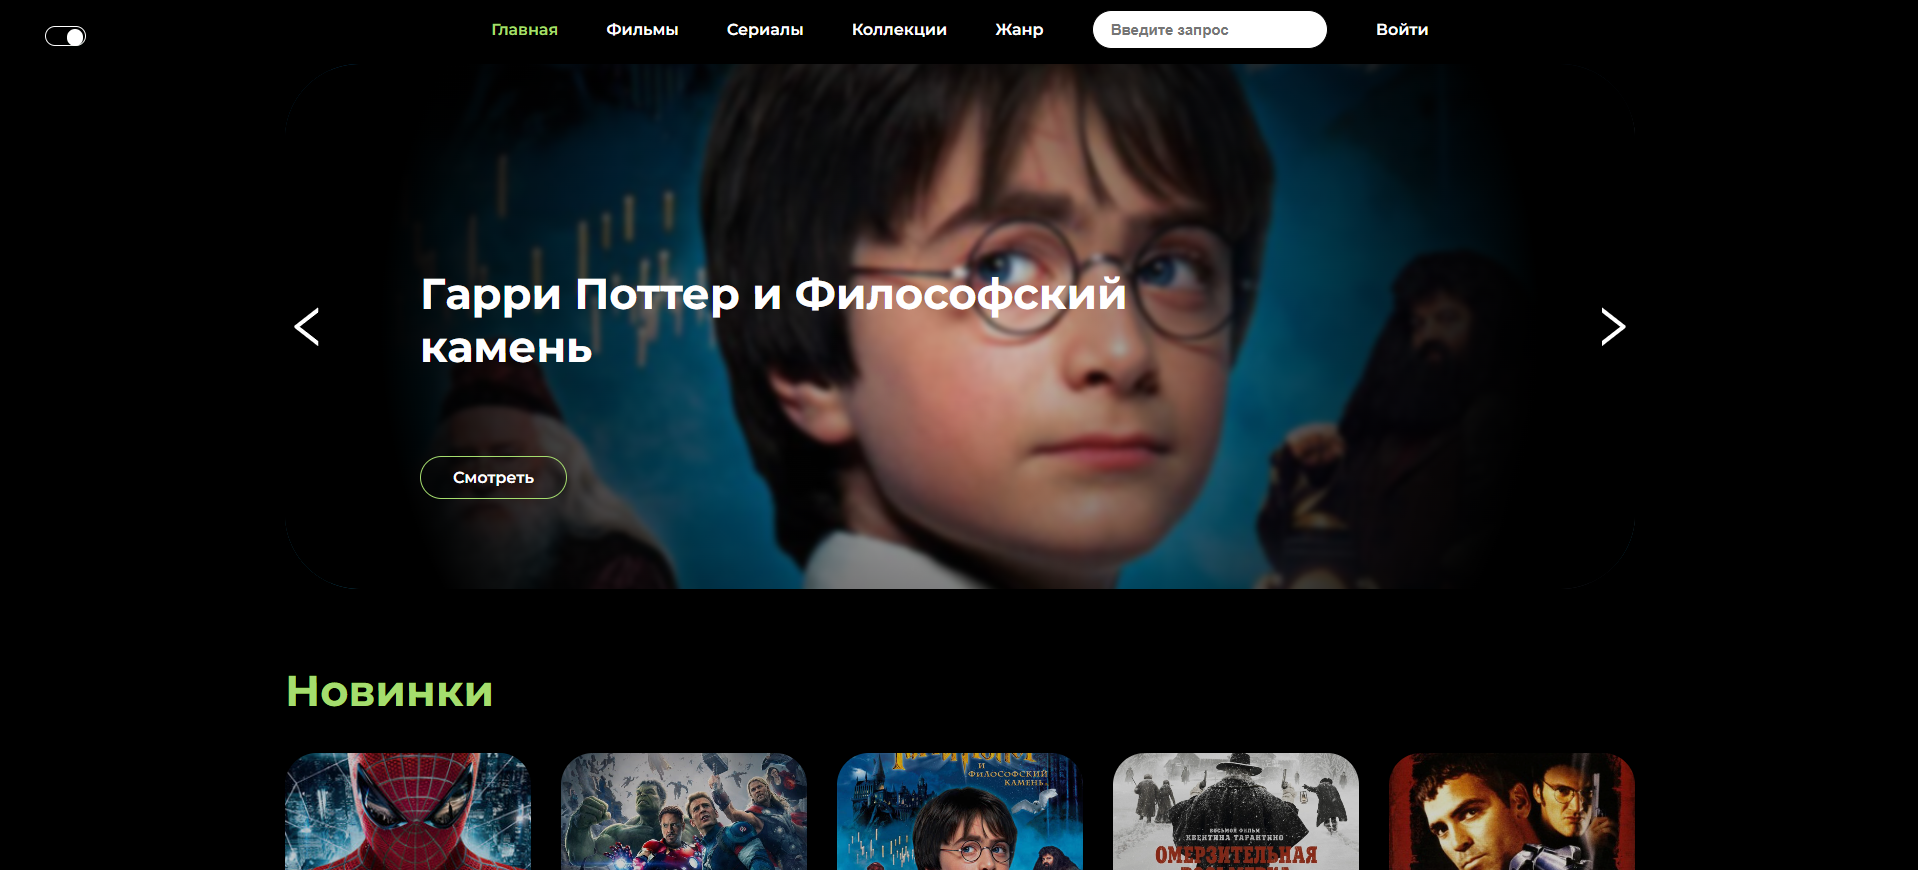 Главная Фильмы Сериалы Коллекции Жанр Введите запрос Войти
Гарри Поттер и Философский
камень
Смотреть
Новинки
И
ФИЛОСОФСКИЙ
КАМЕНЬ
ВОСЬМОЙ ФИЛЬМ
КВЕНТИНА ТАРАНТИНО
ОМЕРЗИТЕЛЬНАЯ